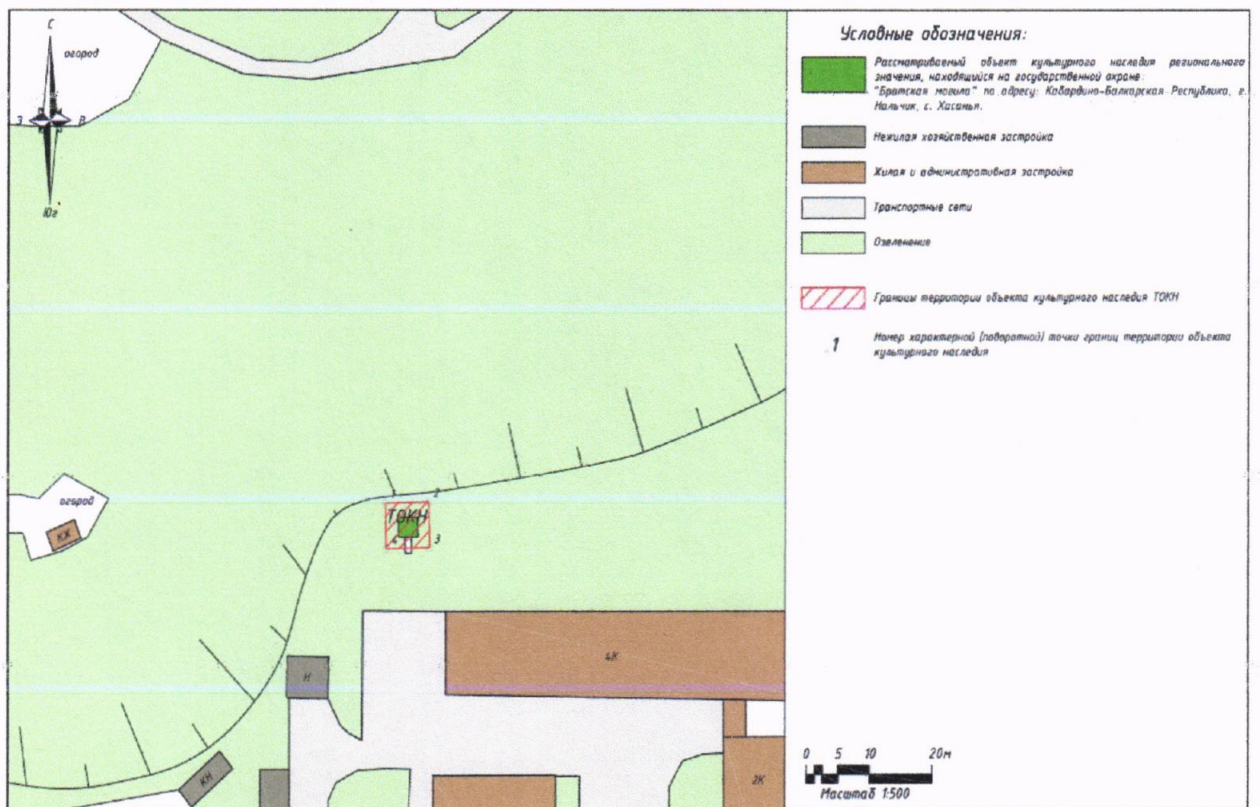 С
огород
З
В
Юг
огород
КЖ
1
2
ТОКН
4
3
Н
4К
КН
2К
Условные обозначения:
Рассматриваемый объект культурного наследия регионального
значения, находящийся на государственной охране:
"Братская могила" по адресу: Кабардино-Балкарская Республика, г.
Нальчик, с. Хасанья.
Нежилая хозяйственная застройка
Жилая и административная застройка
Транспортные сети
Озеленение
Границы территории объекта культурного наследия ТОКН
1
Номер характерной (поворотной) точки границ территории объекта
культурного наследия
0 5 10 20м
Масштаб 1:500